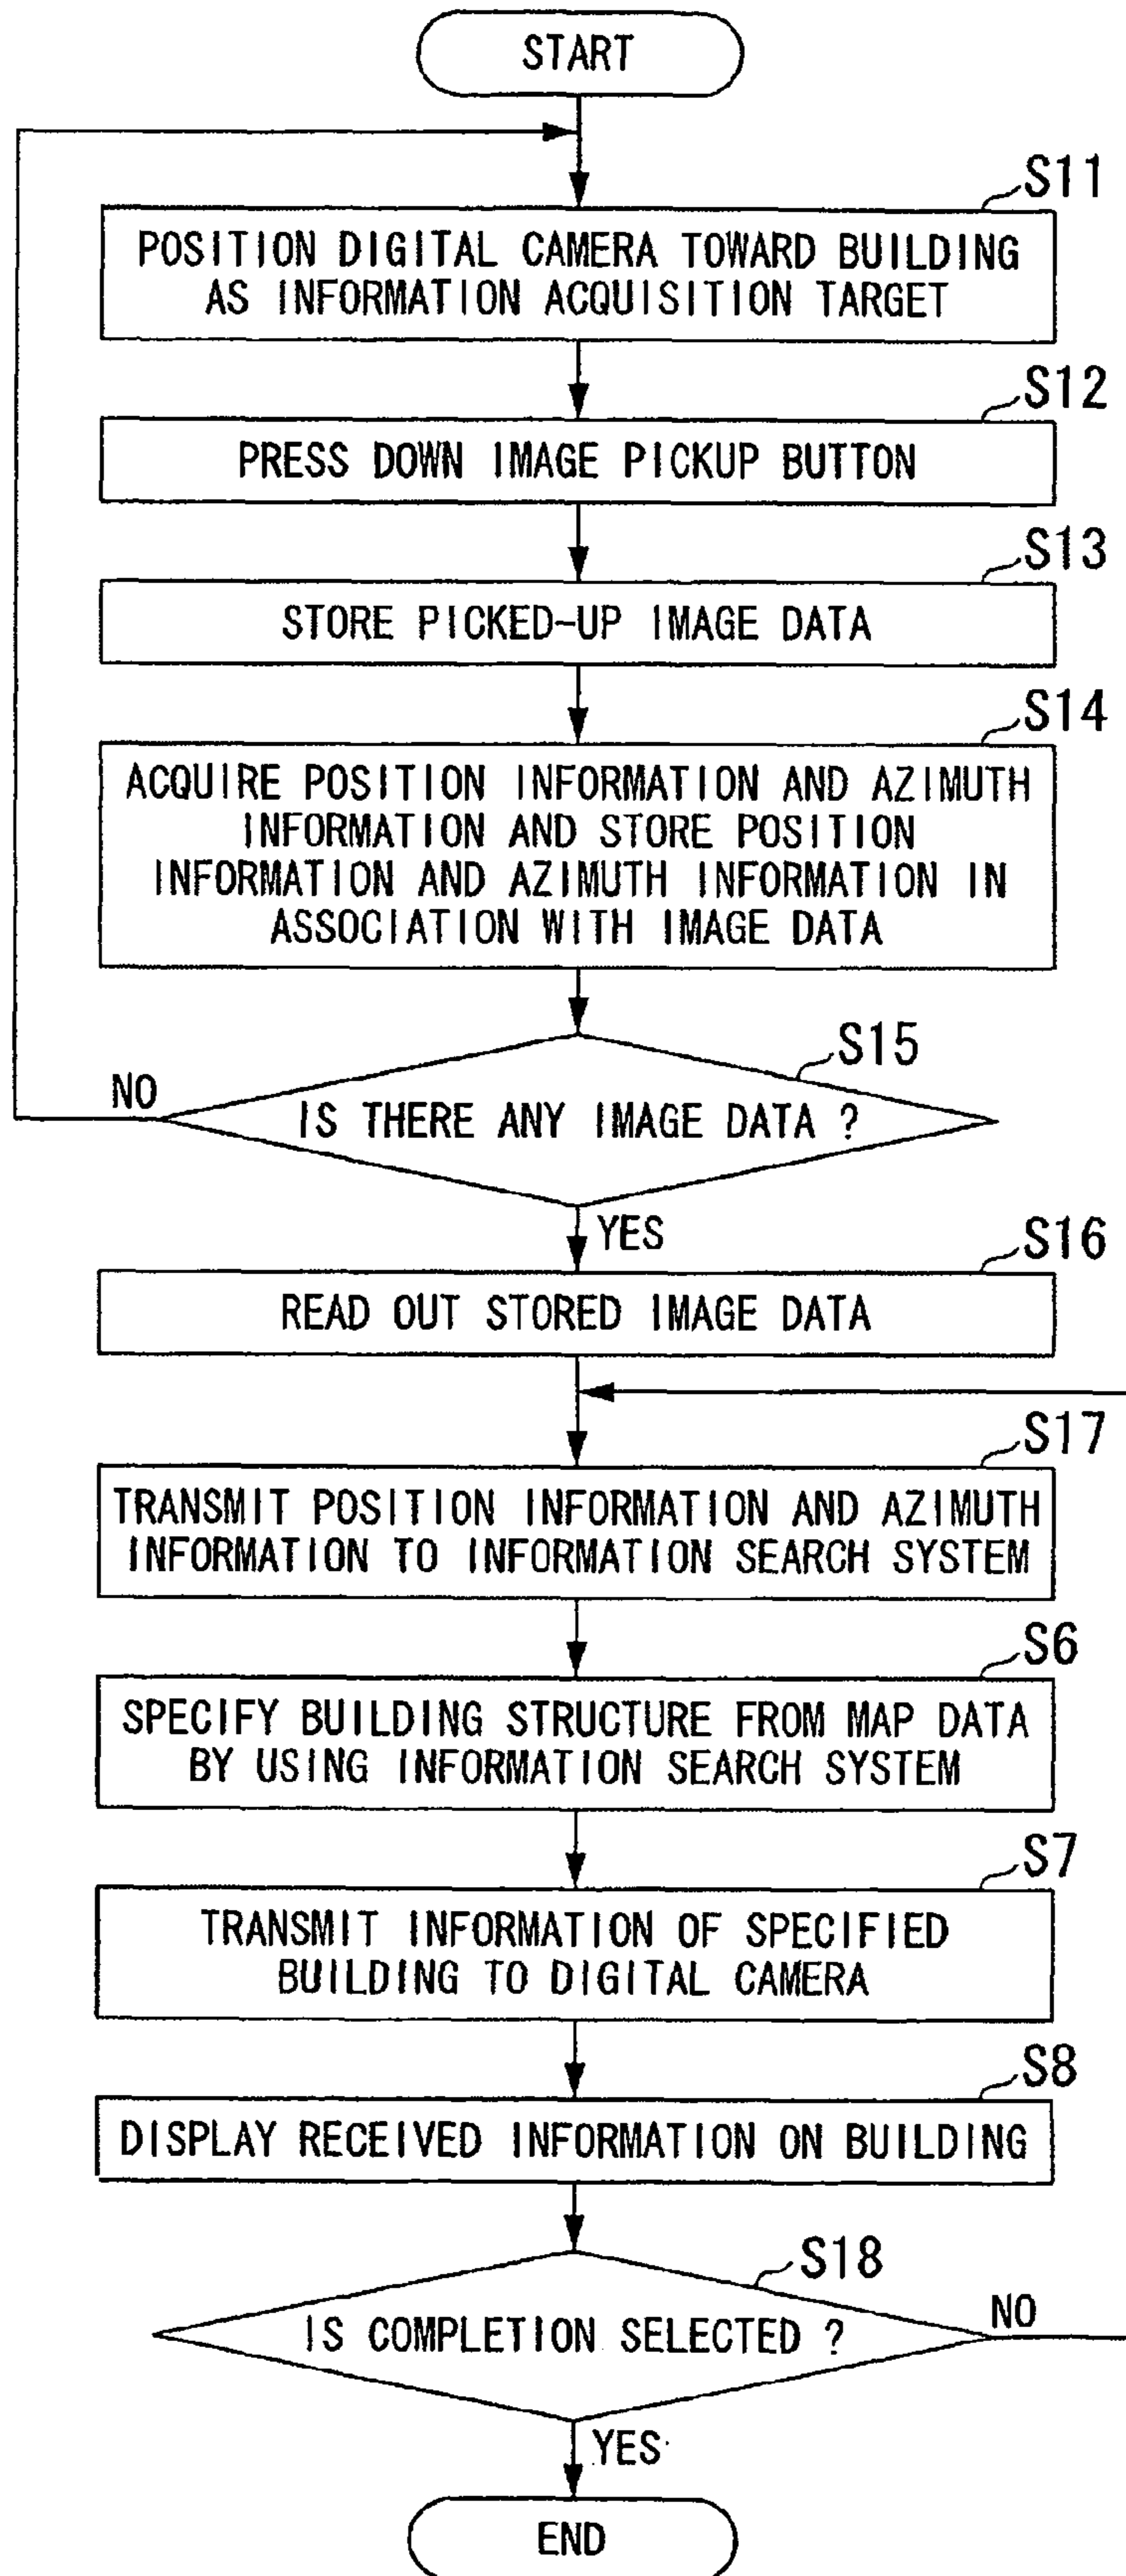 START
S11
POSITION DIGITAL CAMERA TOWARD BUILDING
AS INFORMATION ACQUISITION TARGET
S12
PRESS DOWN IMAGE PICKUP BUTTON
S13
STORE PICKED-UP IMAGE DATA
S14
ACQUIRE POSITION INFORMATION AND AZIMUTH
INFORMATION AND STORE POSITION
INFORMATION AND AZIMUTH INFORMATION IN
ASSOCIATION WITH IMAGE DATA
S15
NO
IS THERE ANY IMAGE DATA ?
YES
S16
READ OUT STORED IMAGE DATA
S17
TRANSMIT POSITION INFORMATION AND AZIMUTH
INFORMATION TO INFORMATION SEARCH SYSTEM
S6
SPECIFY BUILDING STRUCTURE FROM MAP DATA
BY USING INFORMATION SEARCH SYSTEM
S7
TRANSMIT INFORMATION OF SPECIFIED
BUILDING TO DIGITAL CAMERA
S8
DISPLAY RECEIVED INFORMATION ON BUILDING
S18
IS COMPLETION SELECTED ?
NO
YES
END